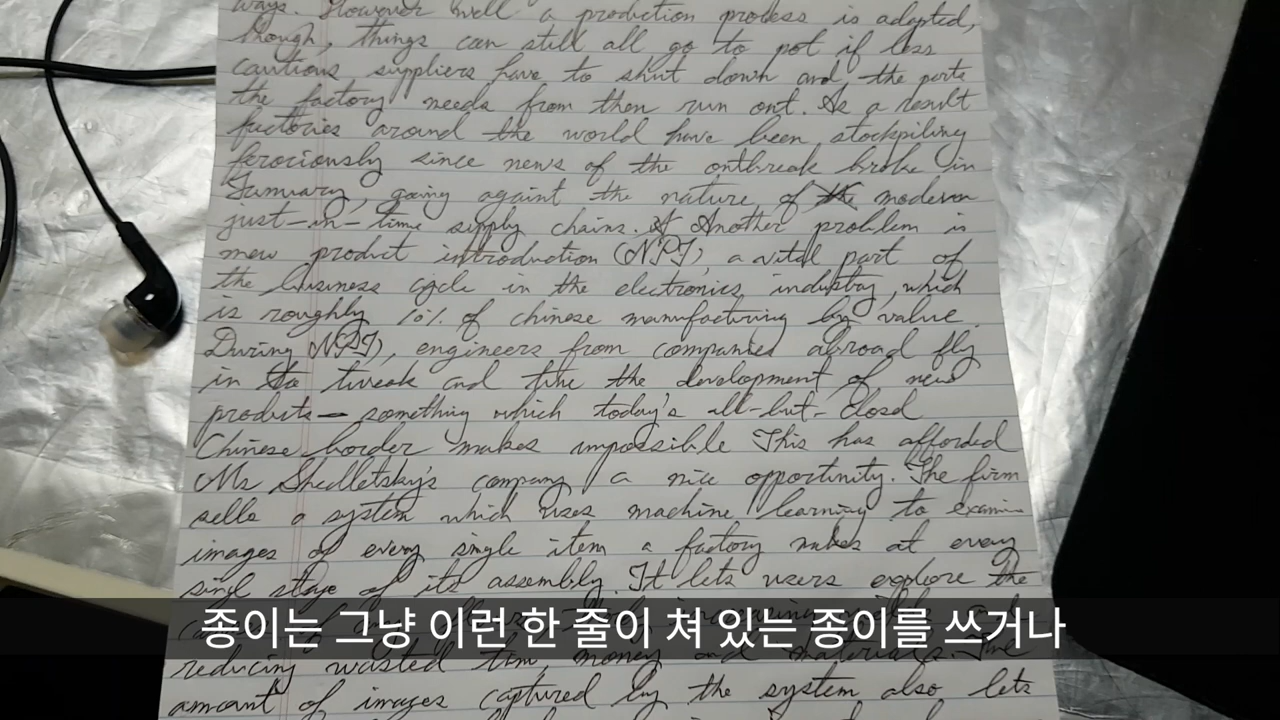 ways. However well a production process is adapted,
though, things can still all go to pot if less
cautious suppliers have to shut down and the parts
the factory needs from then run out. As a result
factories around the world have been stockpiling
ferociously since news of the outbreak broke in
January, going againt the nature of the modern
just-in-time supply chains. A Another problem is
new product introduction (NPI), a vital part of
the business cycle in the electronics industry, which
is roughly 10% of chinese manufacturing by value.
During NPI, engineers from companies abroad fly
in to tweak and fine the development of new
products — something which today's all-but-closed
Chinese border makes impossible This has afforded
Ms Shedletsky's company a nice opportunity. The firm
sells a system which uses machine learning to examine
images of every single item a factory makes at every
singl stage of its assembly. It lets users explore the
종이는 그냥 이런 한 줄이 쳐 있는 종이를 쓰거나
reducing wasted tim, money and materials. The
amount of images captured by the system also lets